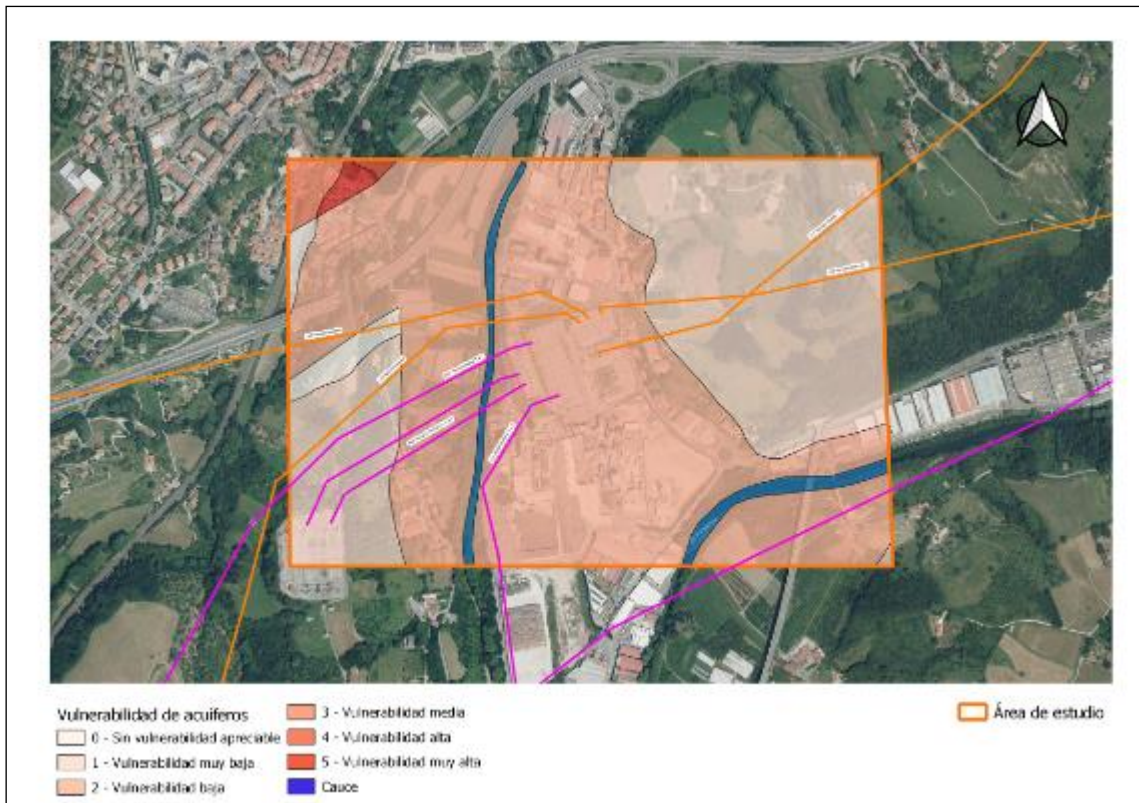 Vulnerabilidad de acuíferos
0 - Sin vulnerabilidad apreciable
1 - Vulnerabilidad muy baja
2 - Vulnerabilidad baja
3 - Vulnerabilidad media
4 - Vulnerabilidad alta
5 - Vulnerabilidad muy alta
Cauce
Área de estudio